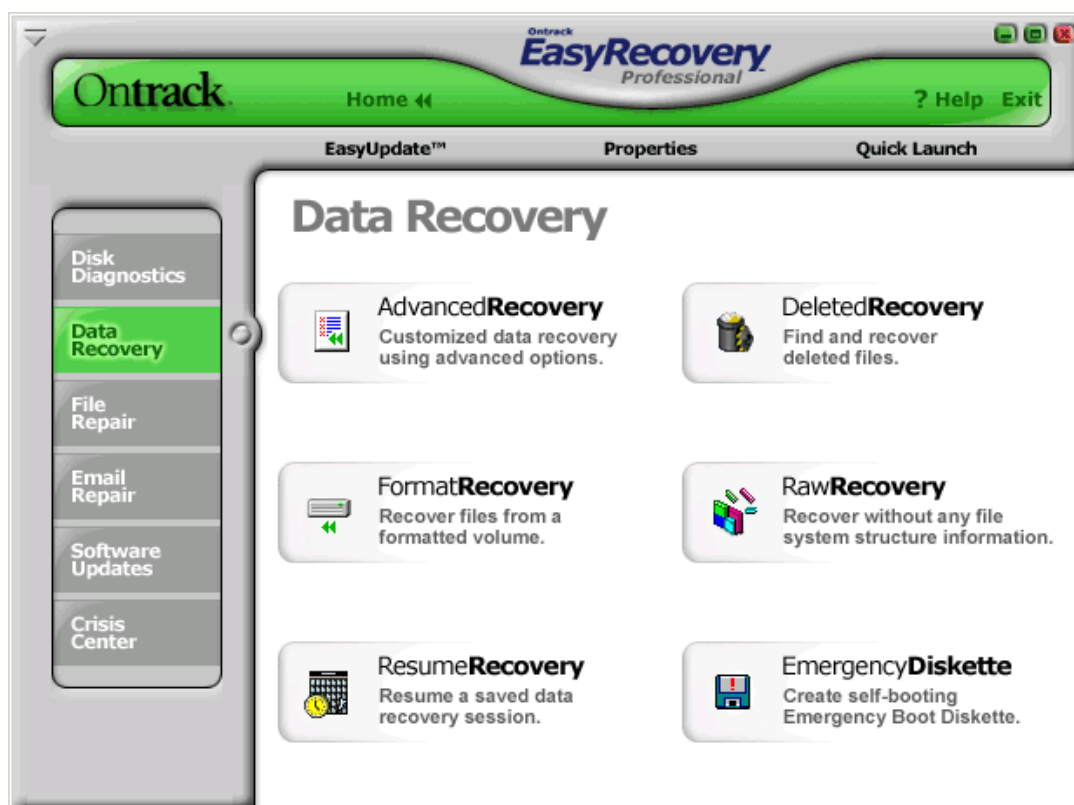 Ontrack
EasyRecovery
Professional
Ontrack.
Home
? Help Exit
EasyUpdate™
Properties
Quick Launch
Data Recovery
Disk
Diagnostics
Data
Recovery
File
Repair
Email
Repair
Software
Updates
Crisis
Center
AdvancedRecovery
Customized data recovery
using advanced options.
DeletedRecovery
Find and recover
deleted files.
FormatRecovery
Recover files from a
formatted volume.
RawRecovery
Recover without any file
system structure information.
ResumeRecovery
Resume a saved data
recovery session.
EmergencyDiskette
Create self-booting
Emergency Boot Diskette.